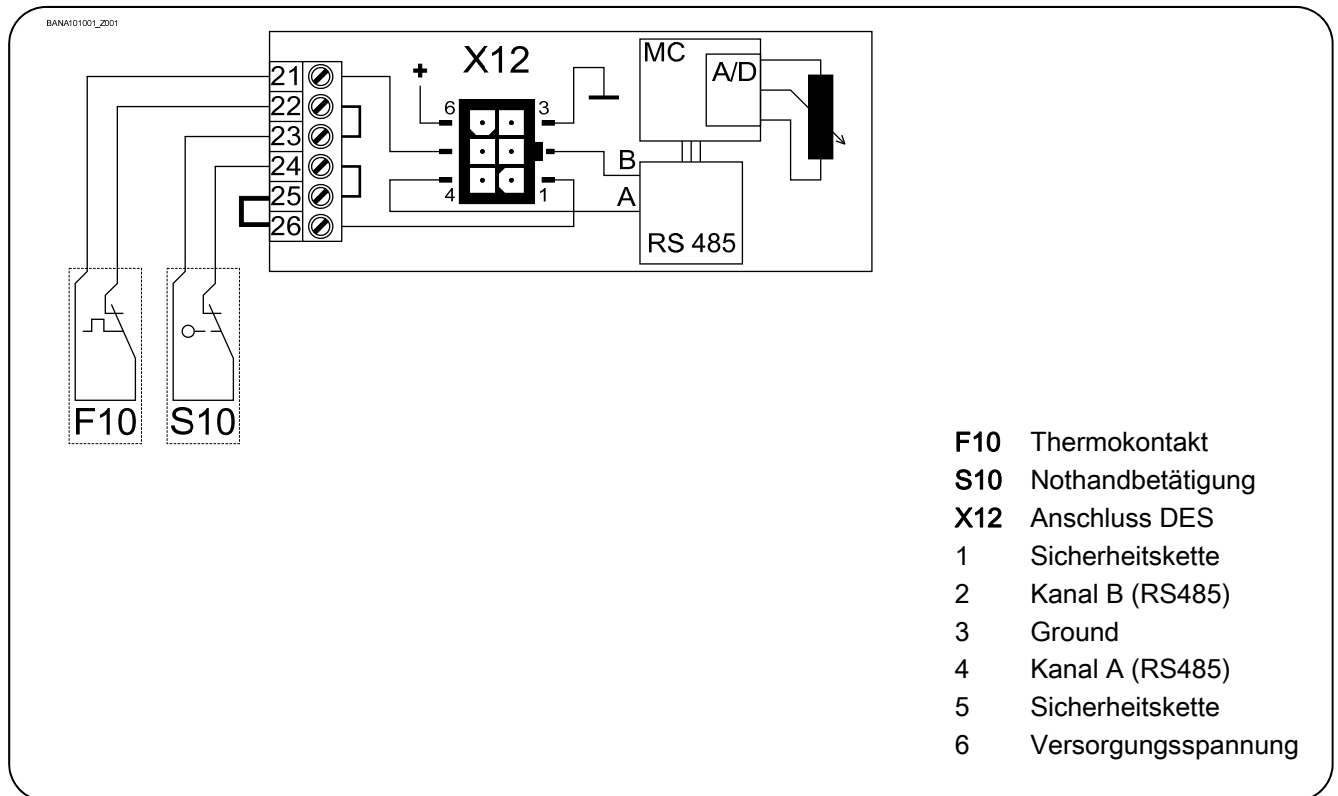 BANA101001_Z001
X12
MC
A/D
+
6
3
4
1
B
A
RS 485
21
22
23
24
25
26
F10
S10
F10 Thermokontakt
S10 Nothandbetätigung
X12 Anschluss DES
1 Sicherheitskette
2 Kanal B (RS485)
3 Ground
4 Kanal A (RS485)
5 Sicherheitskette
6 Versorgungsspannung